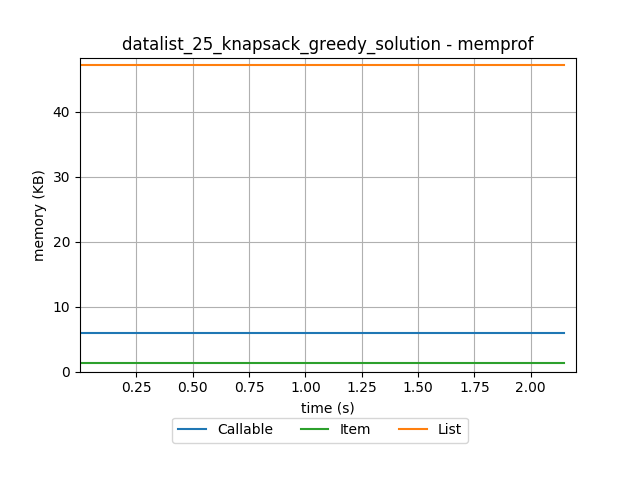 datalist_25_knapsack_greedy_solution - memprof
memory (KB)
40
30
20
10
0
0.25 0.50 0.75 1.00 1.25 1.50 1.75 2.00
time (s)
Callable Item List